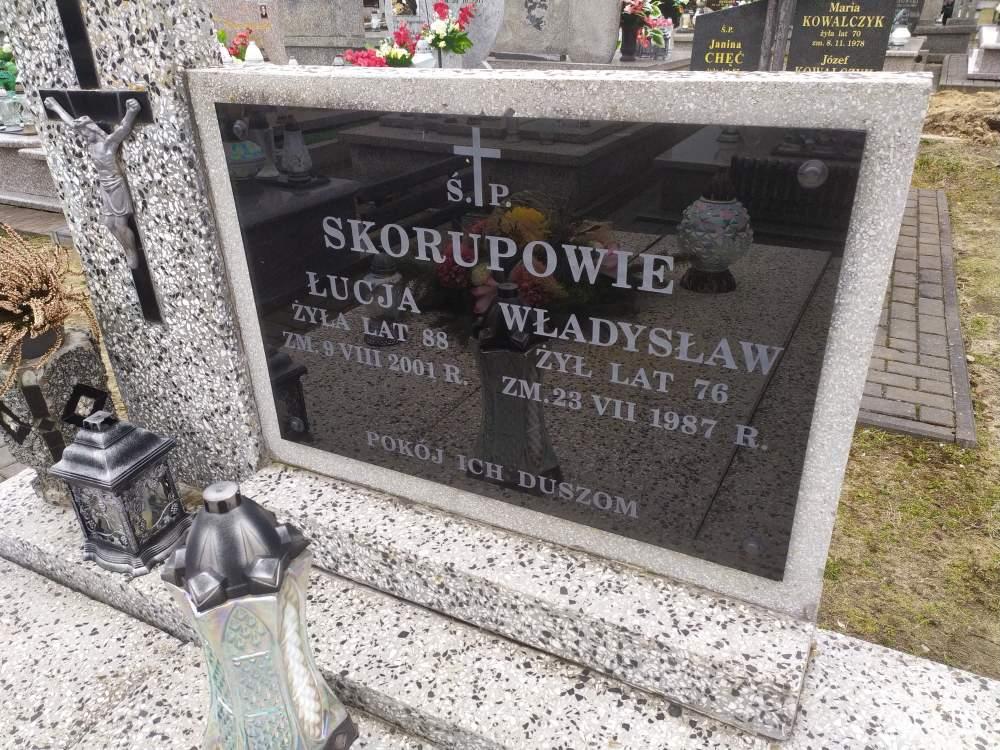 Ś. P.
SKORUPOWIE
ŁUCJA
ŻYŁA LAT 88
ZM. 9 VIII 2001 R.
WŁADYSŁAW
ŻYŁ LAT 76
ZM. 23 VII 1987 R.
POKÓJ ICH DUSZOM
Ś.P.
Janina
CHĘĆ
Maria
KOWALCZYK
żyła lat 70
zm. 8. 11. 1978
Józef
KOWALCZYK